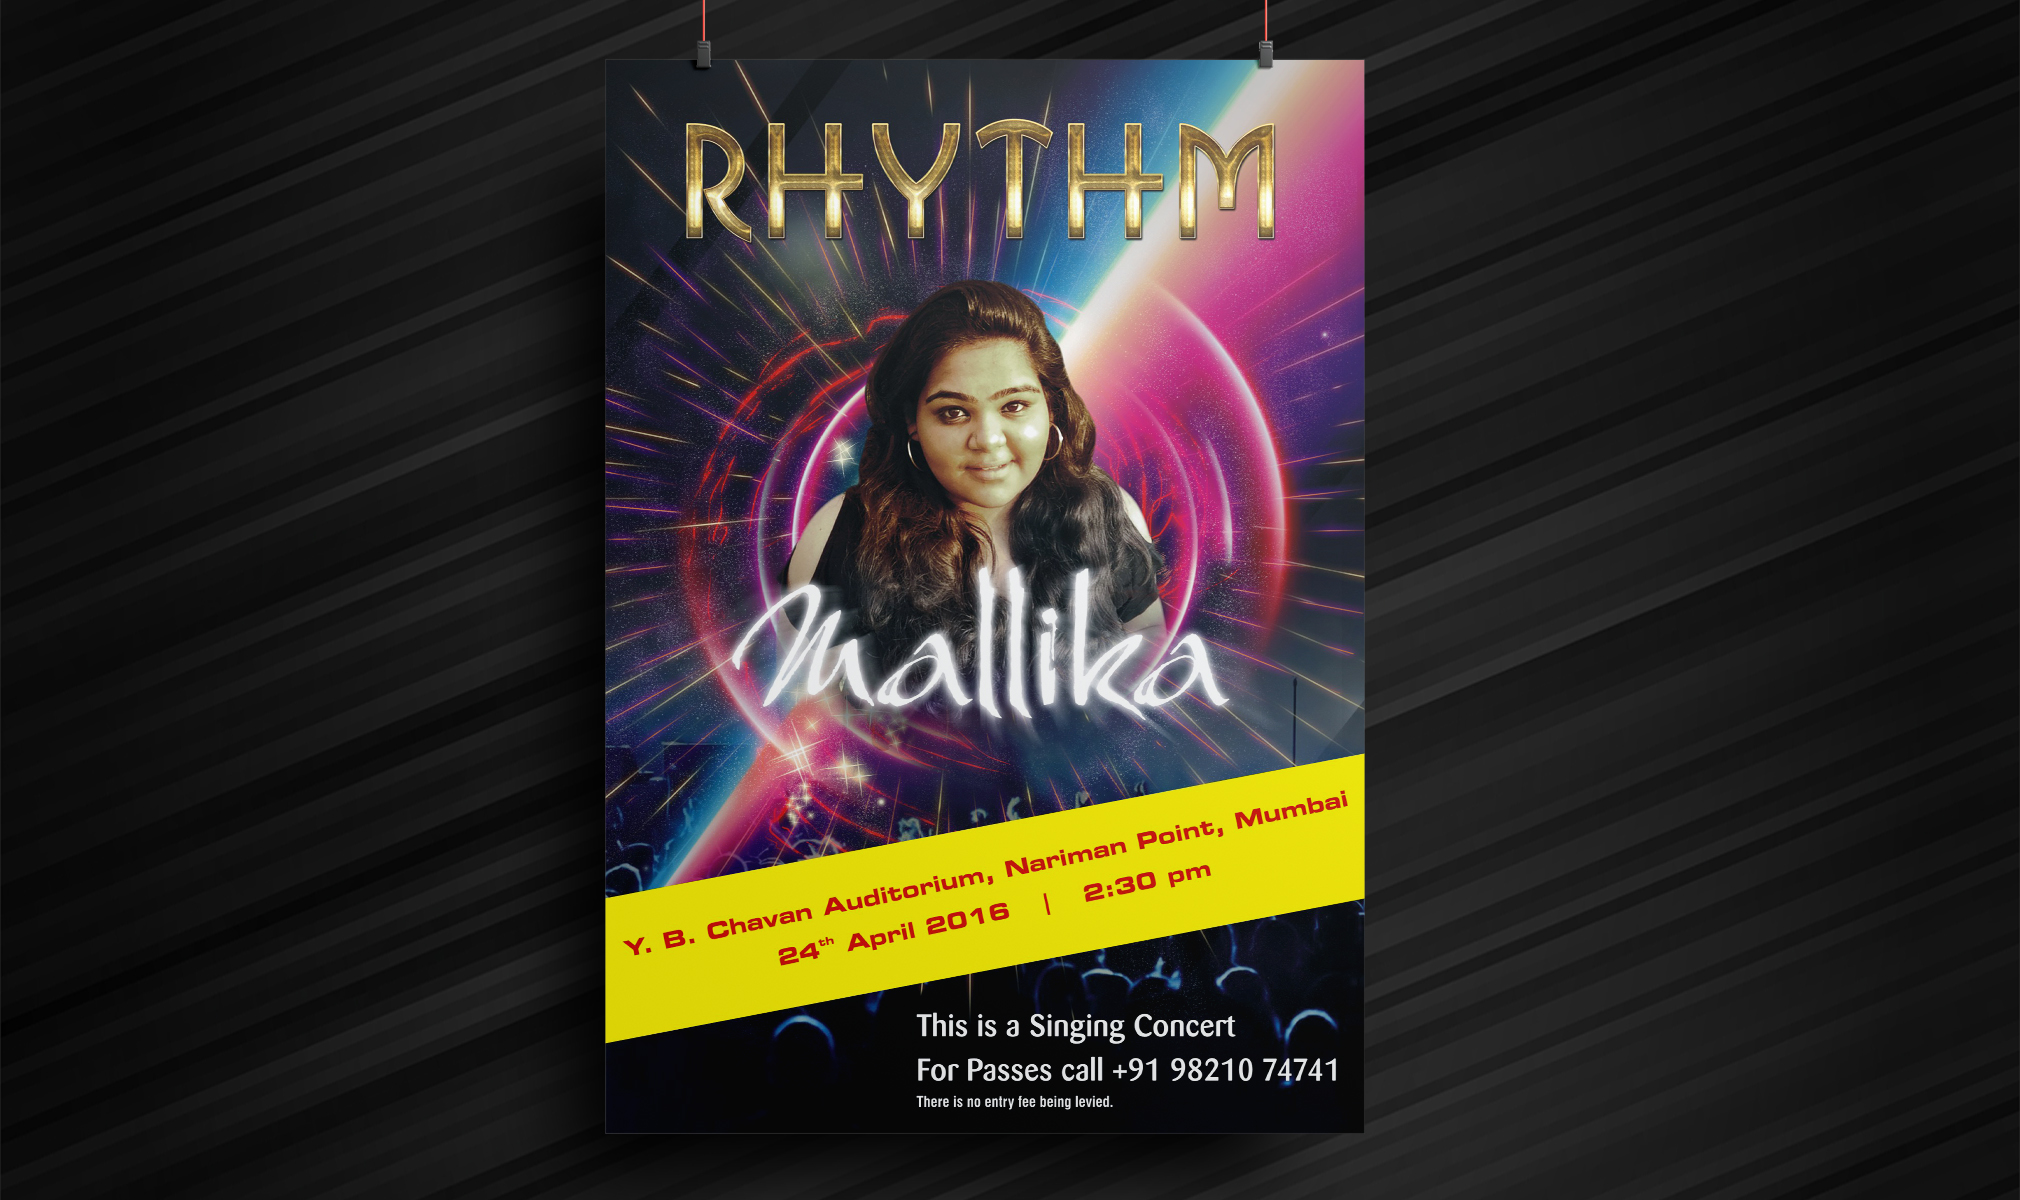 RHYTHM
Mallika
Y. B. Chavan Auditorium, Nariman Point, Mumbai
24th April 2016 | 2:30 pm
This is a Singing Concert
For Passes call +91 98210 74741
There is no entry fee being levied.